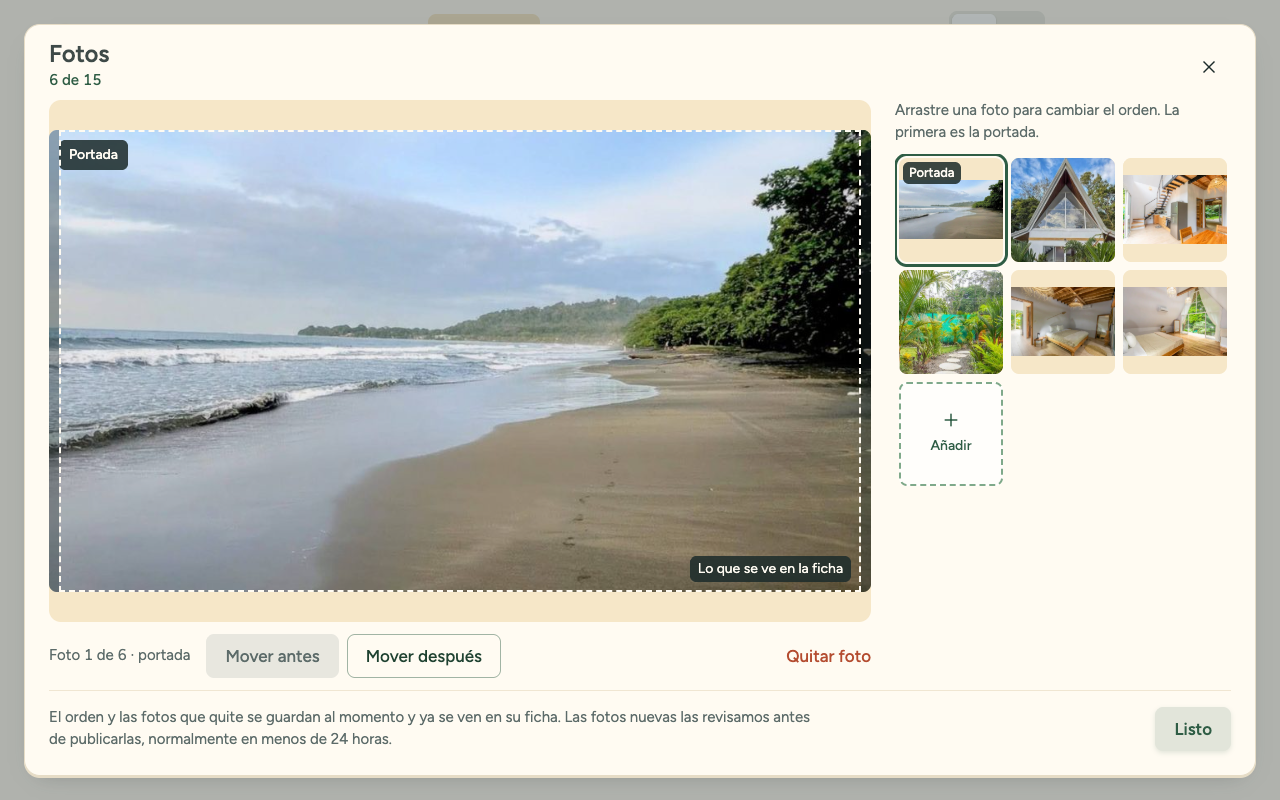 Fotos
6 de 15
Portada
Lo que se ve en la ficha
Foto 1 de 6 · portada
Mover antes
Mover después
Quitar foto
Arrastre una foto para cambiar el orden. La
primera es la portada.
Portada
Añadir
El orden y las fotos que quite se guardan al momento y ya se ven en su ficha. Las fotos nuevas las revisamos antes
de publicarlas, normalmente en menos de 24 horas.
Listo